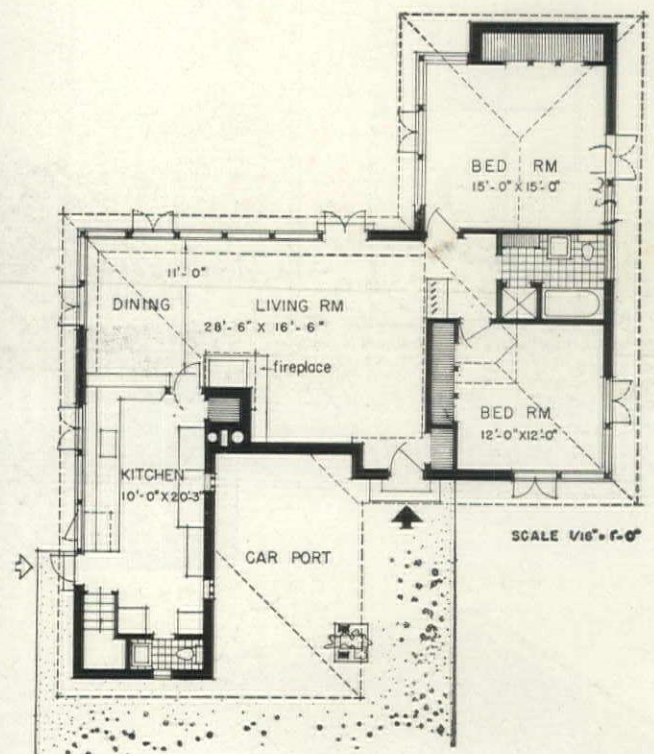 BED RM
15'-0" X 15'-0"
11'-0"
DINING
LIVING RM
28'-6" X 16'-6"
fireplace
BED RM
12'-0"X12'-0"
KITCHEN
10'-0"X20'-3"
CAR PORT
SCALE 1/16" = 1'-0"